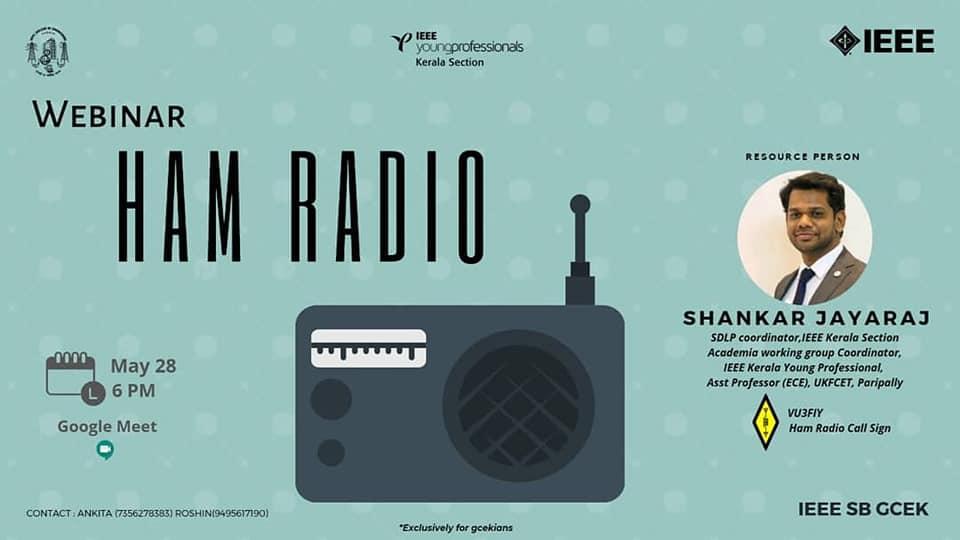 IEEE
youngprofessionals
Kerala Section
IEEE
WEBINAR
HAM RADIO
RESOURCE PERSON
SHANKAR JAYARAJ
SDLP coordinator,IEEE Kerala Section
Academia working group Coordinator,
IEEE Kerala Young Professional,
Asst Professor (ECE), UKFCET, Paripally
VU3FIY
Ham Radio Call Sign
May 28
6 PM
Google Meet
CONTACT : ANKITA (7356278383) ROSHIN(9495617190)
*Exclusively for gcekians
IEEE SB GCEK